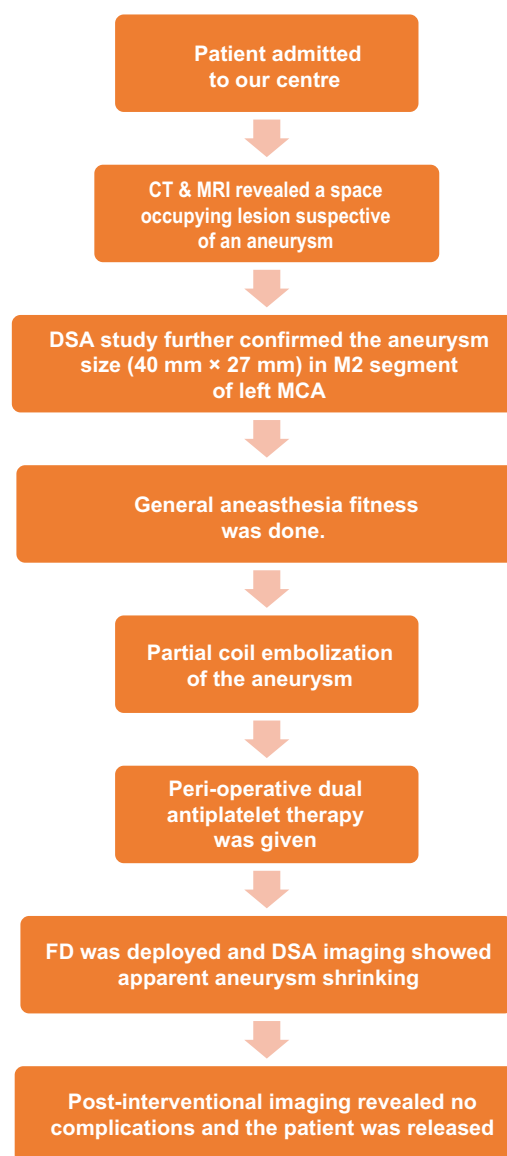 Patient admitted
to our centre
CT & MRI revealed a space
occupying lesion suspective
of an aneurysm
DSA study further confirmed the aneurysm
size (40 mm × 27 mm) in M2 segment
of left MCA
General aneasthesia fitness
was done.
Partial coil embolization
of the aneurysm
Peri-operative dual
antiplatelet therapy
was given
FD was deployed and DSA imaging showed
apparent aneurysm shrinking
Post-interventional imaging revealed no
complications and the patient was released